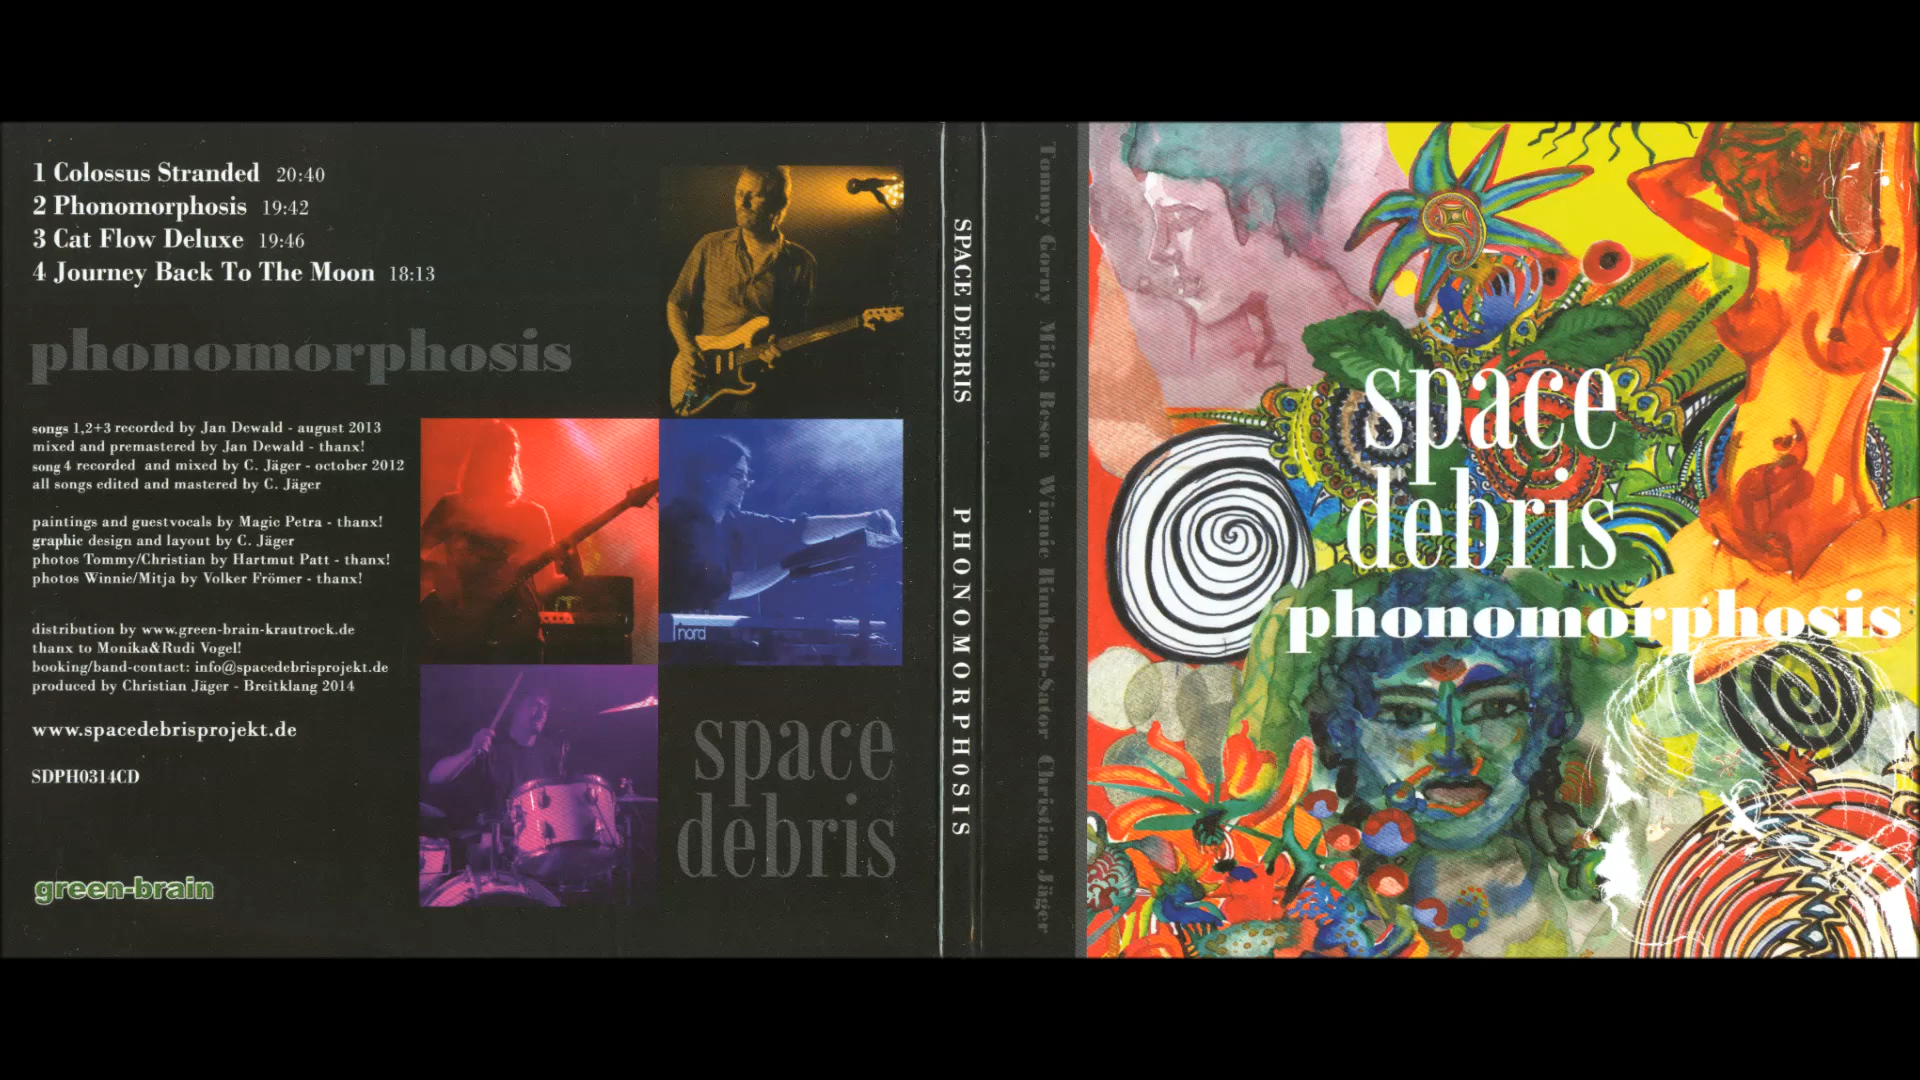 1 Colossus Stranded 20:40
2 Phonomorphosis 19:42
3 Cat Flow Deluxe 19:46
4 Journey Back To The Moon 18:13
phonomorphosis
songs 1,2+3 recorded by Jan Dewald - august 2013
mixed and premastered by Jan Dewald - thanx!
song 4 recorded and mixed by C. Jäger - october 2012
all songs edited and mastered by C. Jäger
paintings and guestvocals by Magic Petra - thanx!
graphic design and layout by C. Jäger
photos Tommy/Christian by Hartmut Patt - thanx!
photos Winnie/Mitja by Volker Frömer - thanx!
distribution by www.green-brain-krautrock.de
thanx to Monika&Rudi Vogel!
booking/band-contact: info@spacedebrisprojekt.de
produced by Christian Jäger - Breitklang 2014
www.spacedebrisprojekt.de
SDPH0314CD
green-brain
nord
space
debris
SPACE DEBRIS PHONOMORPHOSIS
Tommy Gorny Mitja Besen Winnie Rimbach-Sator Christian Jäger
space
debris
phonomorphosis